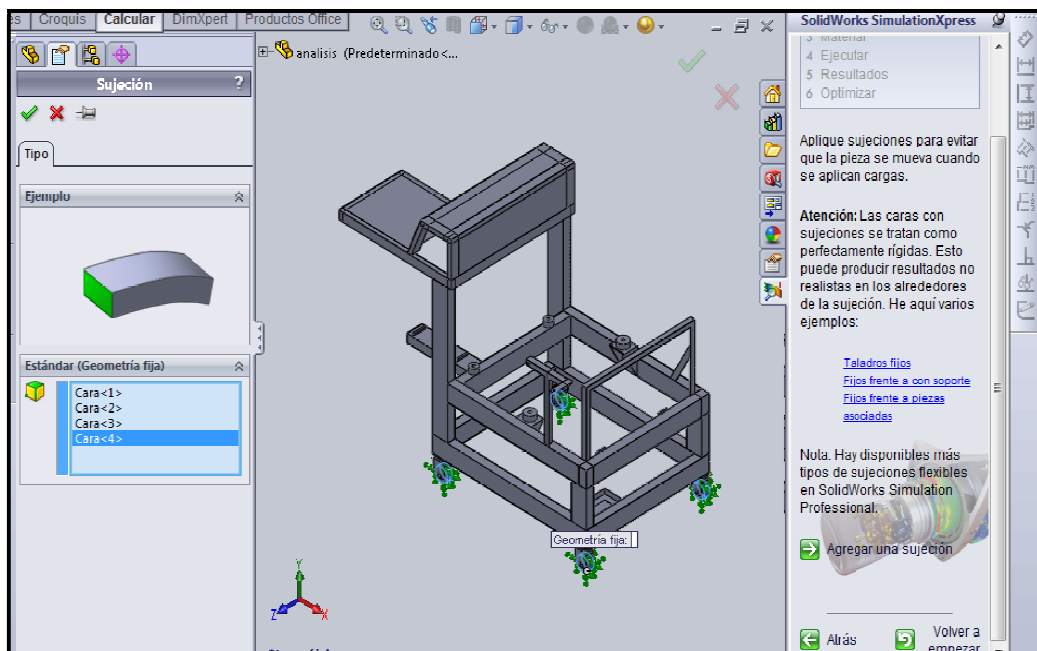 es Croquis Calcular DimXpert Productos Office
SolidWorks SimulationXpress
analisis (Predeterminado<...
Sujeción
?
Tipo
Ejemplo
Estándar (Geometría fija)
Cara<1>
Cara<2>
Cara<3>
Cara<4>
Geometría fija:
Y
Z
X
3 Material
4 Ejecutar
5 Resultados
6 Optimizar
Aplique sujeciones para evitar
que la pieza se mueva cuando
se aplican cargas.
Atención: Las caras con
sujeciones se tratan como
perfectamente rígidas. Esto
puede producir resultados no
realistas en los alrededores
de la sujeción. He aquí varios
ejemplos:
Taladros fijos
Fijos frente a con soporte
Fijos frente a piezas
asociadas
Nota. Hay disponibles más
tipos de sujeciones flexibles
en SolidWorks Simulation
Professional.
Agregar una sujeción
Atrás
Volver a
empezar